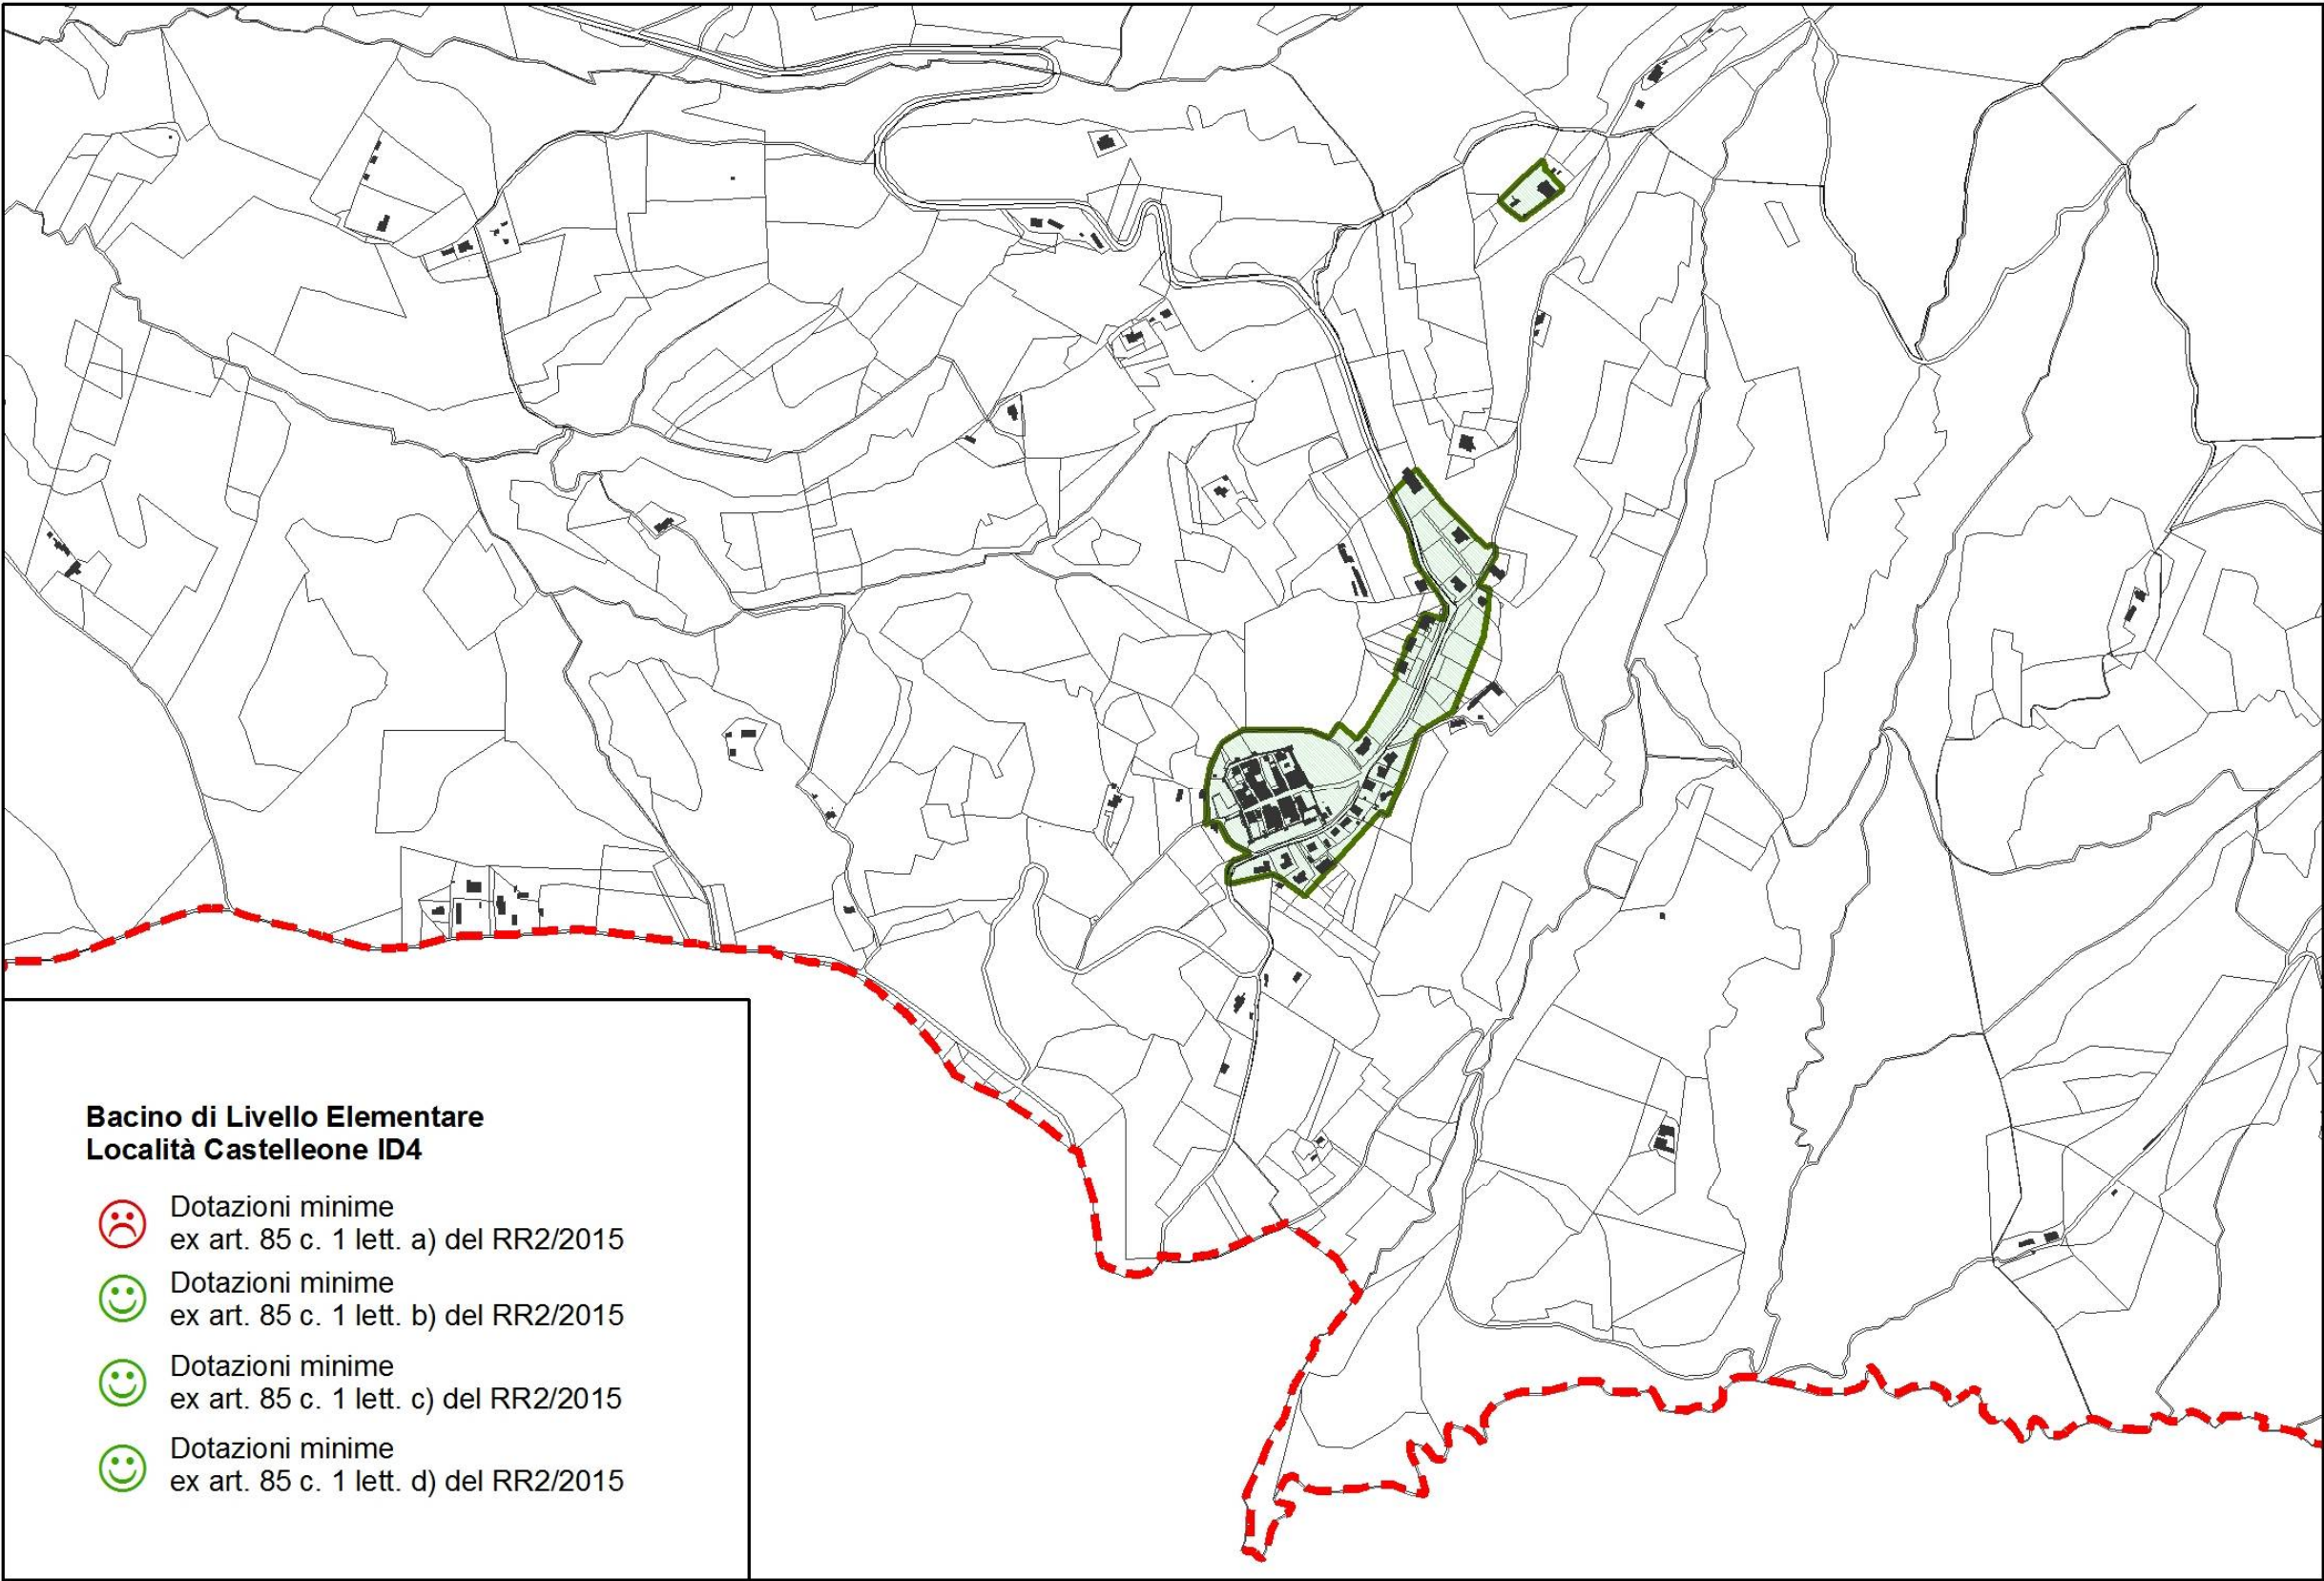 Bacino di Livello Elementare
Località Castelleone ID4
Dotazioni minime
ex art. 85 c. 1 lett. a) del RR2/2015
Dotazioni minime
ex art. 85 c. 1 lett. b) del RR2/2015
Dotazioni minime
ex art. 85 c. 1 lett. c) del RR2/2015
Dotazioni minime
ex art. 85 c. 1 lett. d) del RR2/2015